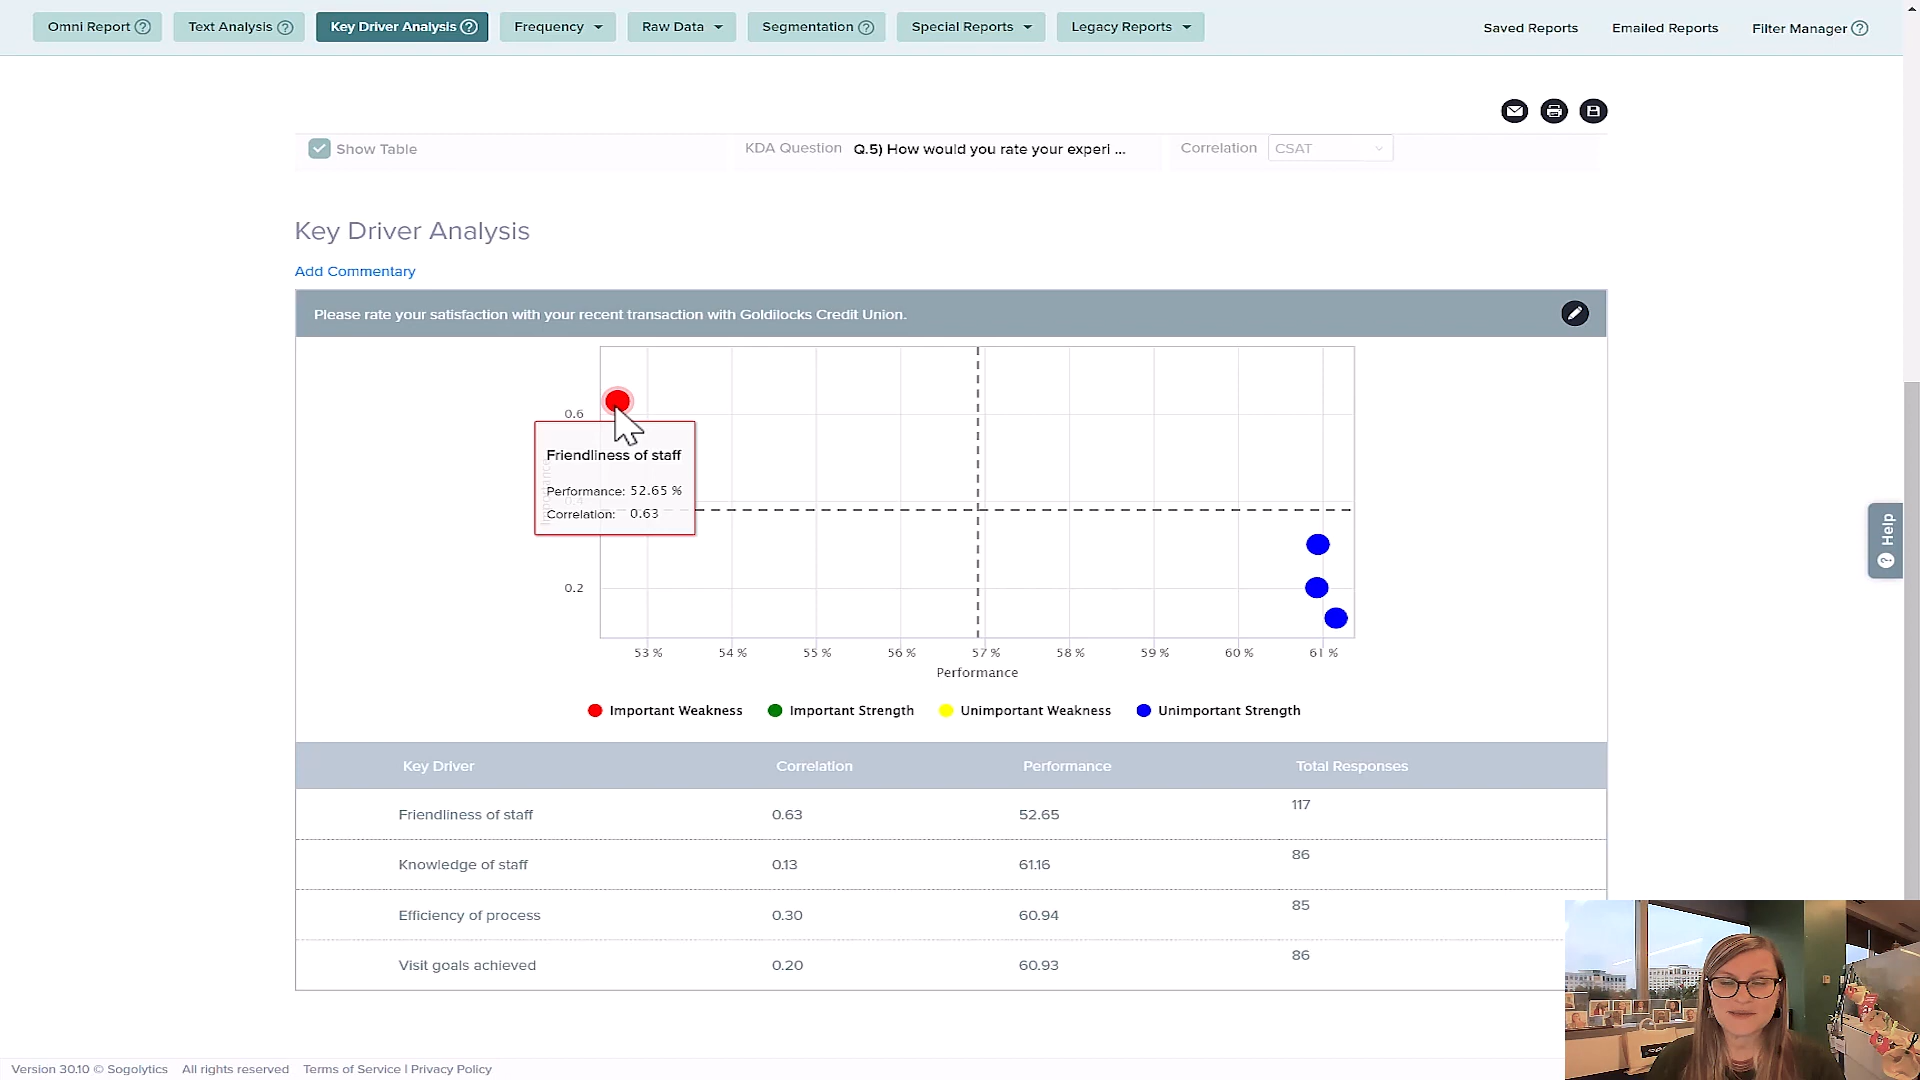 Omni Report
Text Analysis
Key Driver Analysis
Frequency
Raw Data
Segmentation
Special Reports
Legacy Reports
Saved Reports
Emailed Reports
Filter Manager
Show Table
KDA Question
Q.5) How would you rate your experi ...
Correlation
CSAT
Key Driver Analysis
Add Commentary
Please rate your satisfaction with your recent transaction with Goldilocks Credit Union.
0.6
Friendliness of staff
Performance: 52.65 %
Correlation: 0.63
0.4
Importance
0.2
53 % 54 % 55 % 56 % 57 % 58 % 59 % 60 % 61 %
Performance
Important Weakness Important Strength Unimportant Weakness Unimportant Strength
Key Driver Correlation Performance Total Responses
Friendliness of staff 0.63 52.65 117
Knowledge of staff 0.13 61.16 86
Efficiency of process 0.30 60.94 85
Visit goals achieved 0.20 60.93 86
Help
Version 30.10 © Sogolytics All rights reserved Terms of Service | Privacy Policy